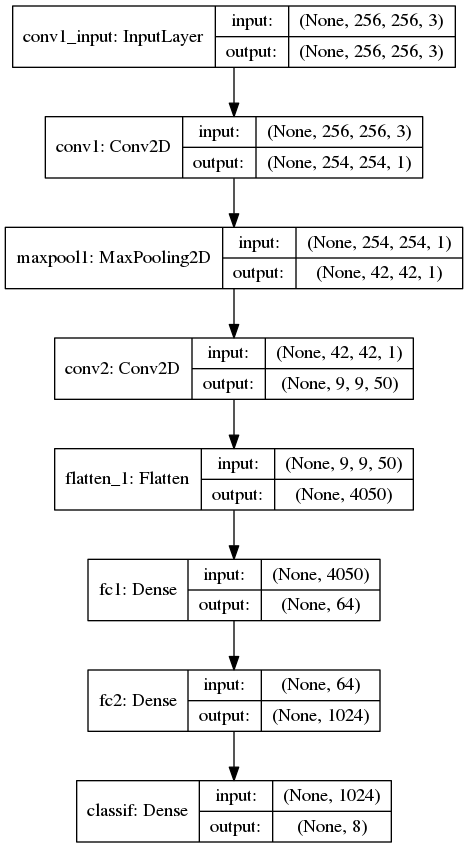 conv1_input: InputLayer
input: (None, 256, 256, 3)
output: (None, 256, 256, 3)
conv1: Conv2D
input: (None, 256, 256, 3)
output: (None, 254, 254, 1)
maxpool1: MaxPooling2D
input: (None, 254, 254, 1)
output: (None, 42, 42, 1)
conv2: Conv2D
input: (None, 42, 42, 1)
output: (None, 9, 9, 50)
flatten_1: Flatten
input: (None, 9, 9, 50)
output: (None, 4050)
fc1: Dense
input: (None, 4050)
output: (None, 64)
fc2: Dense
input: (None, 64)
output: (None, 1024)
classif: Dense
input: (None, 1024)
output: (None, 8)